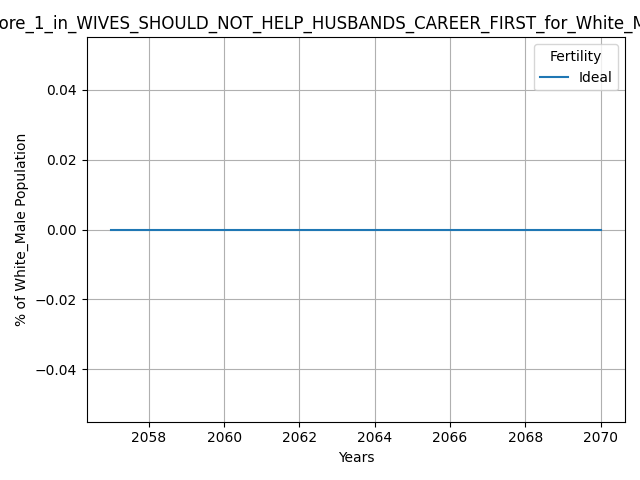 ore_1_in_WIVES_SHOULD_NOT_HELP_HUSBANDS_CAREER_FIRST_for_White_M
Fertility
Ideal
0.04
0.02
0.00
−0.02
−0.04
% of White_Male Population
2058 2060 2062 2064 2066 2068 2070
Years